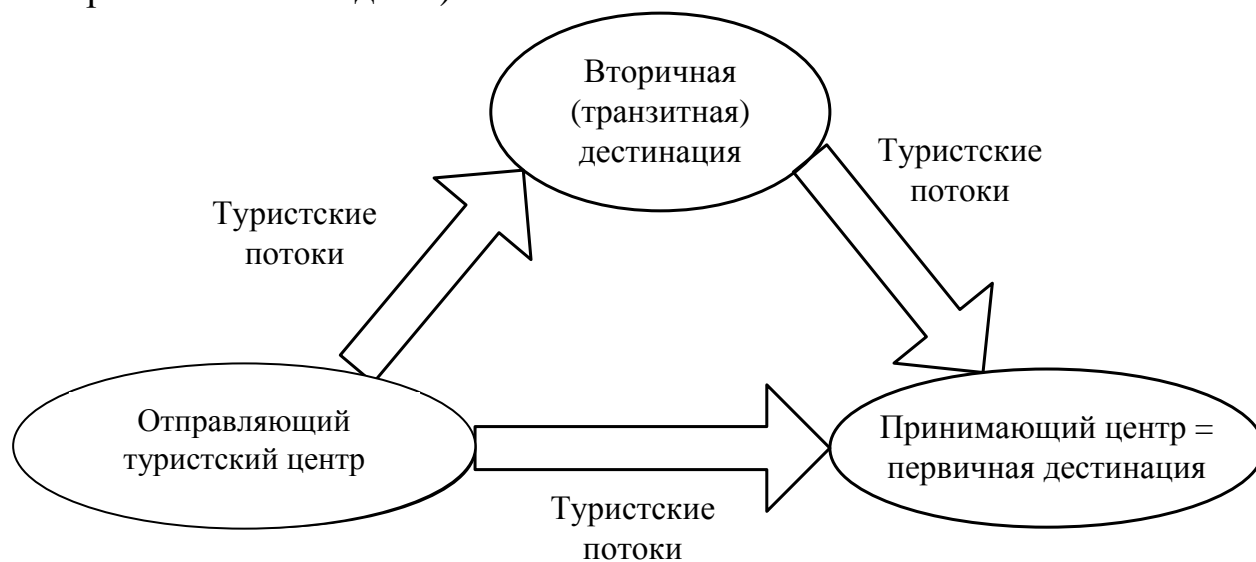 Вторичная
(транзитная)
дестинация
Туристские
потоки
Туристские
потоки
Отправляющий
туристский центр
Принимающий центр =
первичная дестинация
Туристские
потоки